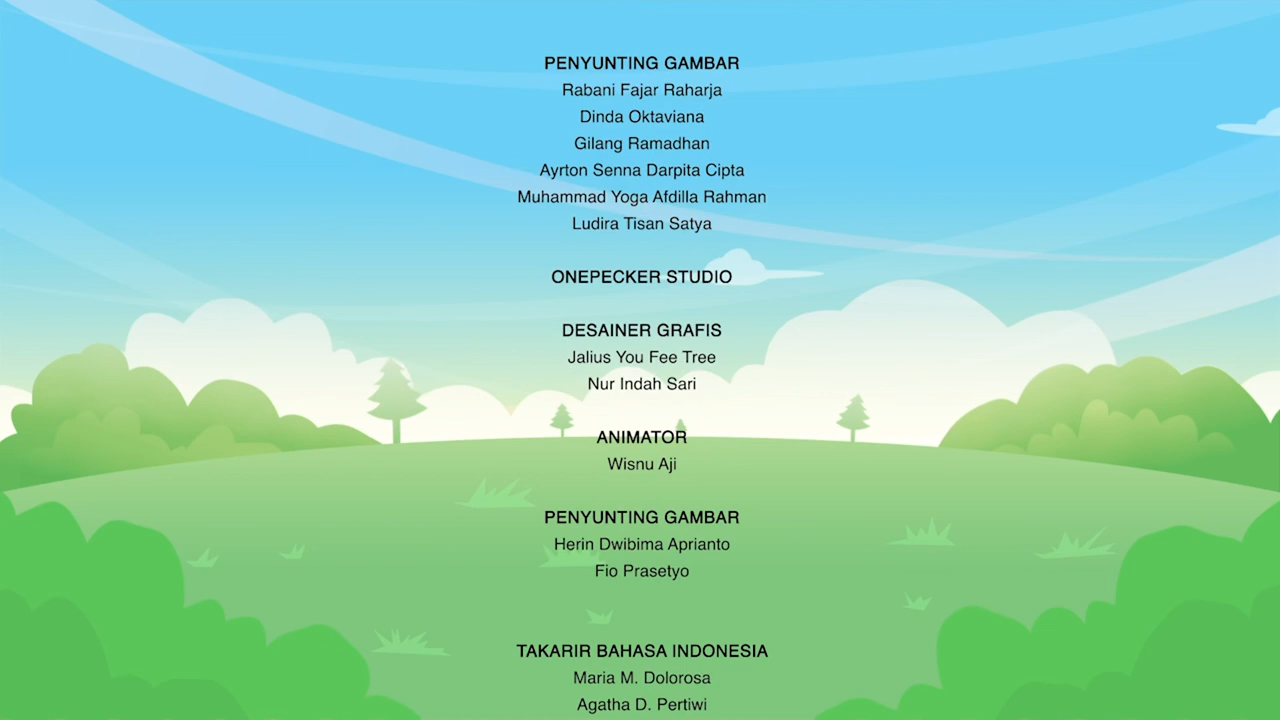 PENYUNTING GAMBAR
Rabani Fajar Raharja
Dinda Oktaviana
Gilang Ramadhan
Ayrton Senna Darpita Cipta
Muhammad Yoga Afdilla Rahman
Ludira Tisan Satya
ONEPECKER STUDIO
DESAINER GRAFIS
Jalius You Fee Tree
Nur Indah Sari
ANIMATOR
Wisnu Aji
PENYUNTING GAMBAR
Herin Dwibima Aprianto
Fio Prasetyo
TAKARIR BAHASA INDONESIA
Maria M. Dolorosa
Agatha D. Pertiwi